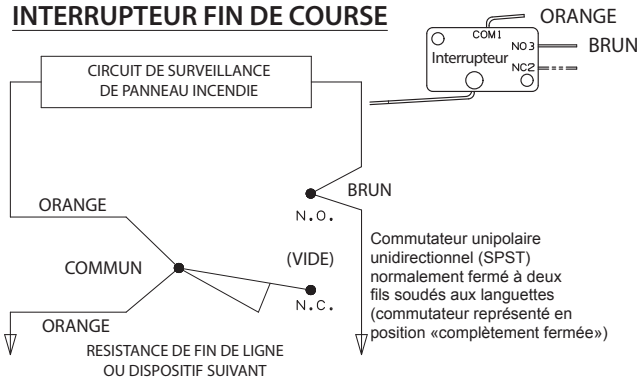 INTERRUPTEUR FIN DE COURSE
ORANGE
COM1
NO3
BRUN
Interrupteur
NC2
CIRCUIT DE SURVEILLANCE
DE PANNEAU INCENDIE
BRUN
N.O.
ORANGE
COMMUN
(VIDE)
N.C.
ORANGE
Commutateur unipolaire
unidirectionnel (SPST)
normalement fermé à deux
fils soudés aux languettes
(commutateur représenté en
position «complètement fermée»)
RESISTANCE DE FIN DE LIGNE
OU DISPOSITIF SUIVANT